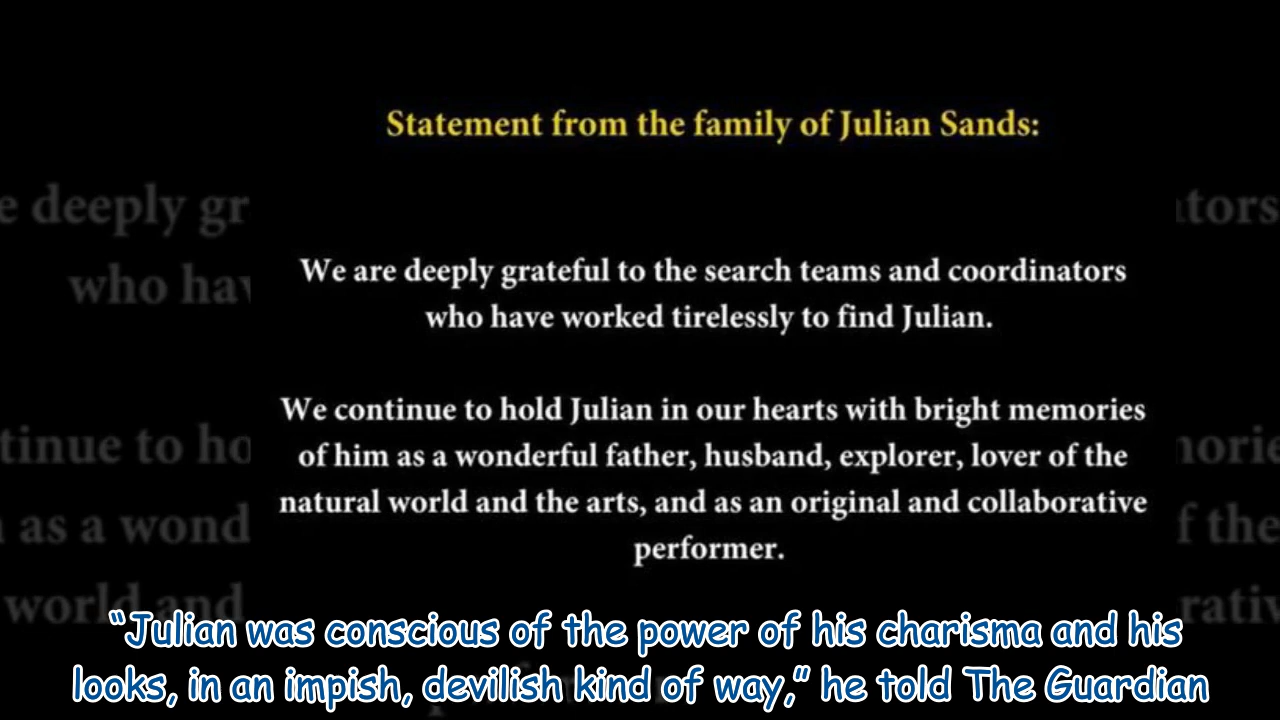 Statement from the family of Julian Sands:
We are deeply grateful to the search teams and coordinators
who have worked tirelessly to find Julian.
We continue to hold Julian in our hearts with bright memories
of him as a wonderful father, husband, explorer, lover of the
natural world and the arts, and as an original and collaborative
performer.
“Julian was conscious of the power of his charisma and his
looks, in an impish, devilish kind of way,” he told The Guardian